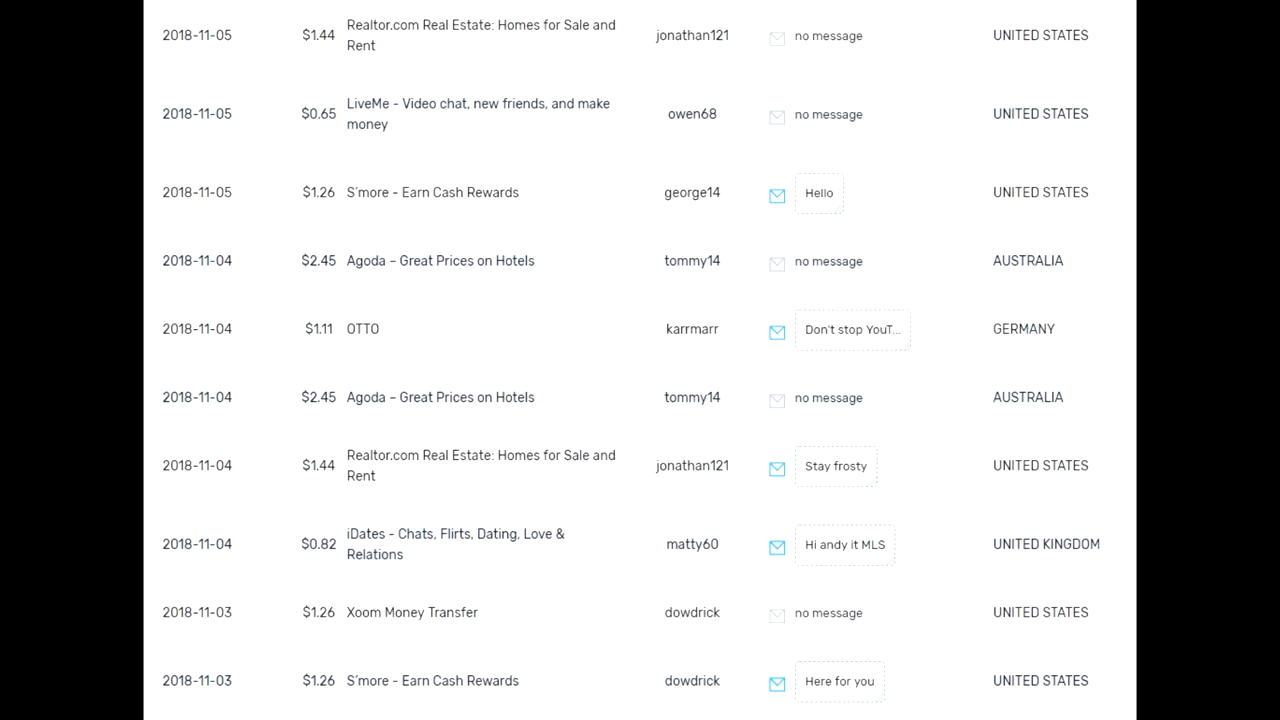 2018-11-05 $1.44 Realtor.com Real Estate: Homes for Sale and Rent jonathan121 no message UNITED STATES
2018-11-05 $0.65 LiveMe - Video chat, new friends, and make money owen68 no message UNITED STATES
2018-11-05 $1.26 S'more - Earn Cash Rewards george14 Hello UNITED STATES
2018-11-04 $2.45 Agoda – Great Prices on Hotels tommy14 no message AUSTRALIA
2018-11-04 $1.11 OTTO karrmarr Don't stop YouT... GERMANY
2018-11-04 $2.45 Agoda – Great Prices on Hotels tommy14 no message AUSTRALIA
2018-11-04 $1.44 Realtor.com Real Estate: Homes for Sale and Rent jonathan121 Stay frosty UNITED STATES
2018-11-04 $0.82 iDates - Chats, Flirts, Dating, Love & Relations matty60 Hi andy it MLS UNITED KINGDOM
2018-11-03 $1.26 Xoom Money Transfer dowdrick no message UNITED STATES
2018-11-03 $1.26 S'more - Earn Cash Rewards dowdrick Here for you UNITED STATES